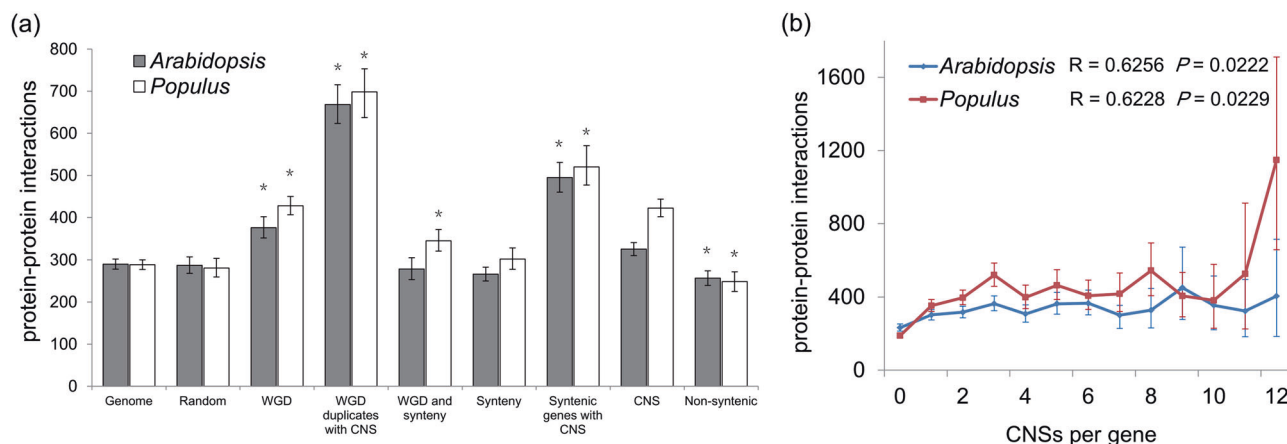 (a)
800
700
600
500
400
300
200
100
0
protein-protein interactions
Arabidopsis
Populus
* *
* *
*
* *
* *
Genome Random WGD WGD duplicates with CNS WGD and synteny Synteny Syntenic genes with CNS CNS Non-syntenic
(b)
1600
1200
800
400
0
protein-protein interactions
Arabidopsis R = 0.6256 P = 0.0222
Populus R = 0.6228 P = 0.0229
0 2 4 6 8 10 12
CNSs per gene